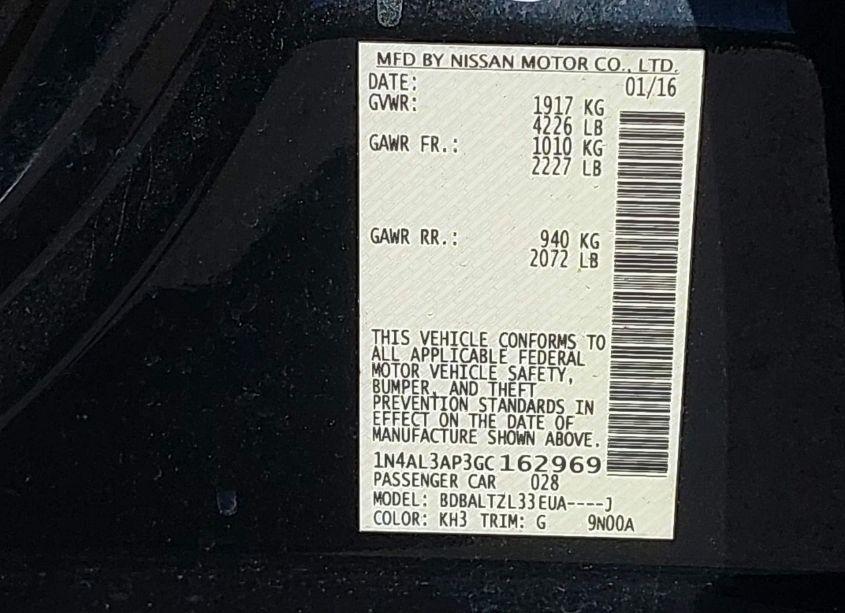 MFD BY NISSAN MOTOR CO., LTD.
DATE: 01/16
GVWR: 1917 KG
4226 LB
GAWR FR.: 1010 KG
2227 LB
GAWR RR.: 940 KG
2072 LB
THIS VEHICLE CONFORMS TO
ALL APPLICABLE FEDERAL
MOTOR VEHICLE SAFETY,
BUMPER, AND THEFT
PREVENTION STANDARDS IN
EFFECT ON THE DATE OF
MANUFACTURE SHOWN ABOVE.
1N4AL3AP3GC162969
PASSENGER CAR 028
MODEL: BDBALTZL33EUA----J
COLOR: KH3 TRIM: G 9N00A